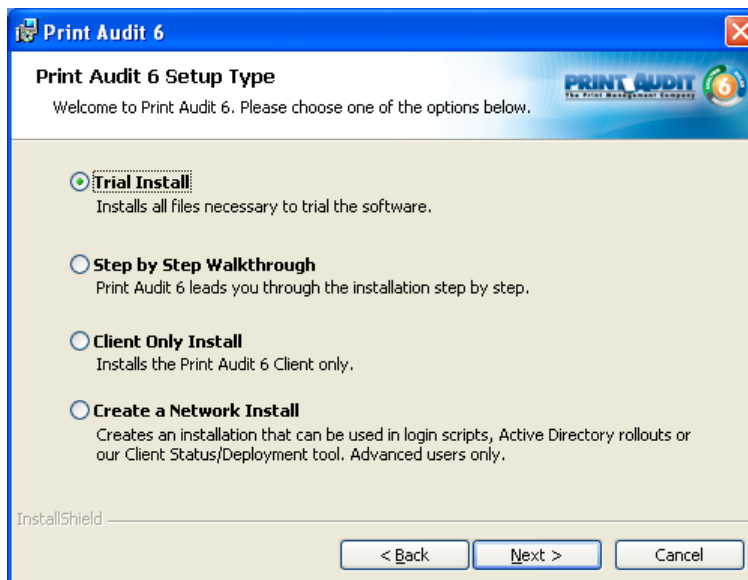 Print Audit 6
Print Audit 6 Setup Type
Welcome to Print Audit 6. Please choose one of the options below.
PRINT AUDIT
The Print Management Company
6
Trial Install
Installs all files necessary to trial the software.
Step by Step Walkthrough
Print Audit 6 leads you through the installation step by step.
Client Only Install
Installs the Print Audit 6 Client only.
Create a Network Install
Creates an installation that can be used in login scripts, Active Directory rollouts or
our Client Status/Deployment tool. Advanced users only.
InstallShield
< Back
Next >
Cancel